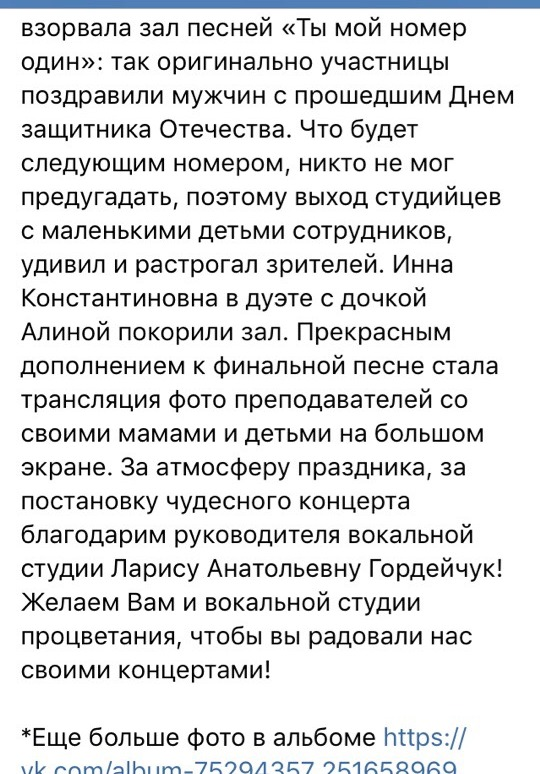 взорвала зал песней «Ты мой номер
один»: так оригинально участницы
поздравили мужчин с прошедшим Днем
защитника Отечества. Что будет
следующим номером, никто не мог
предугадать, поэтому выход студийцев
с маленькими детьми сотрудников,
удивил и растрогал зрителей. Инна
Константиновна в дуэте с дочкой
Алиной покорили зал. Прекрасным
дополнением к финальной песне стала
трансляция фото преподавателей со
своими мамами и детьми на большом
экране. За атмосферу праздника, за
постановку чудесного концерта
благодарим руководителя вокальной
студии Ларису Анатольевну Гордейчук!
Желаем Вам и вокальной студии
процветания, чтобы вы радовали нас
своими концертами!
*Еще больше фото в альбоме https://
vk.com/album-75294357_251658969